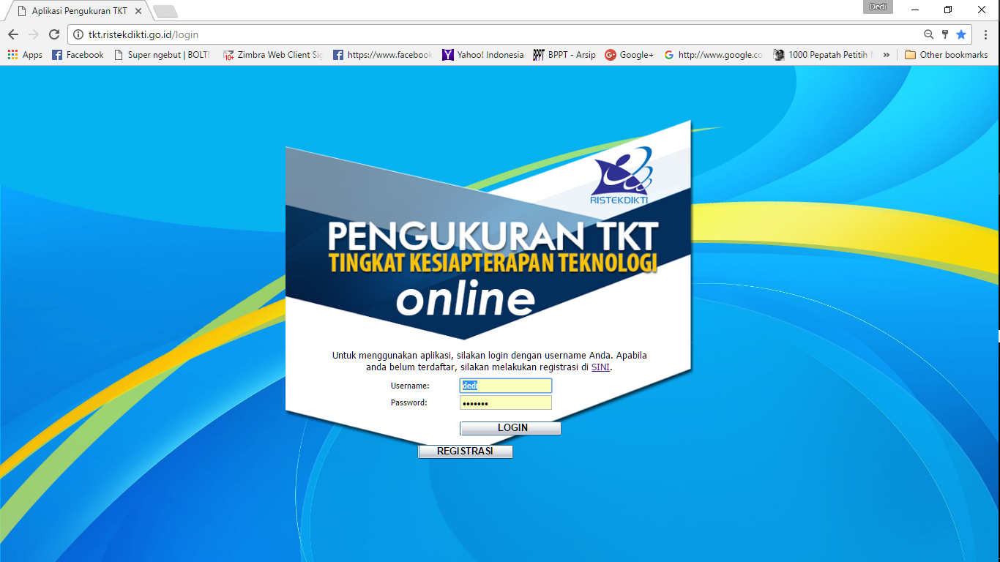 Aplikasi Pengukuran TKT
Dedi
tkt.ristekdikti.go.id/login
Apps
Facebook
Super ngebut | BOLT!
Zimbra Web Client Sig
https://www.facebook
Yahoo! Indonesia
BPPT - Arsip
Google+
http://www.google.co
1000 Pepatah Petitih
»
Other bookmarks
RISTEKDIKTI
PENGUKURAN TKT
TINGKAT KESIAPTERAPAN TEKNOLOGI
online
Untuk menggunakan aplikasi, silakan login dengan username Anda. Apabila
anda belum terdaftar, silakan melakukan registrasi di SINI.
Username: dedi
Password: •••••••
LOGIN
REGISTRASI